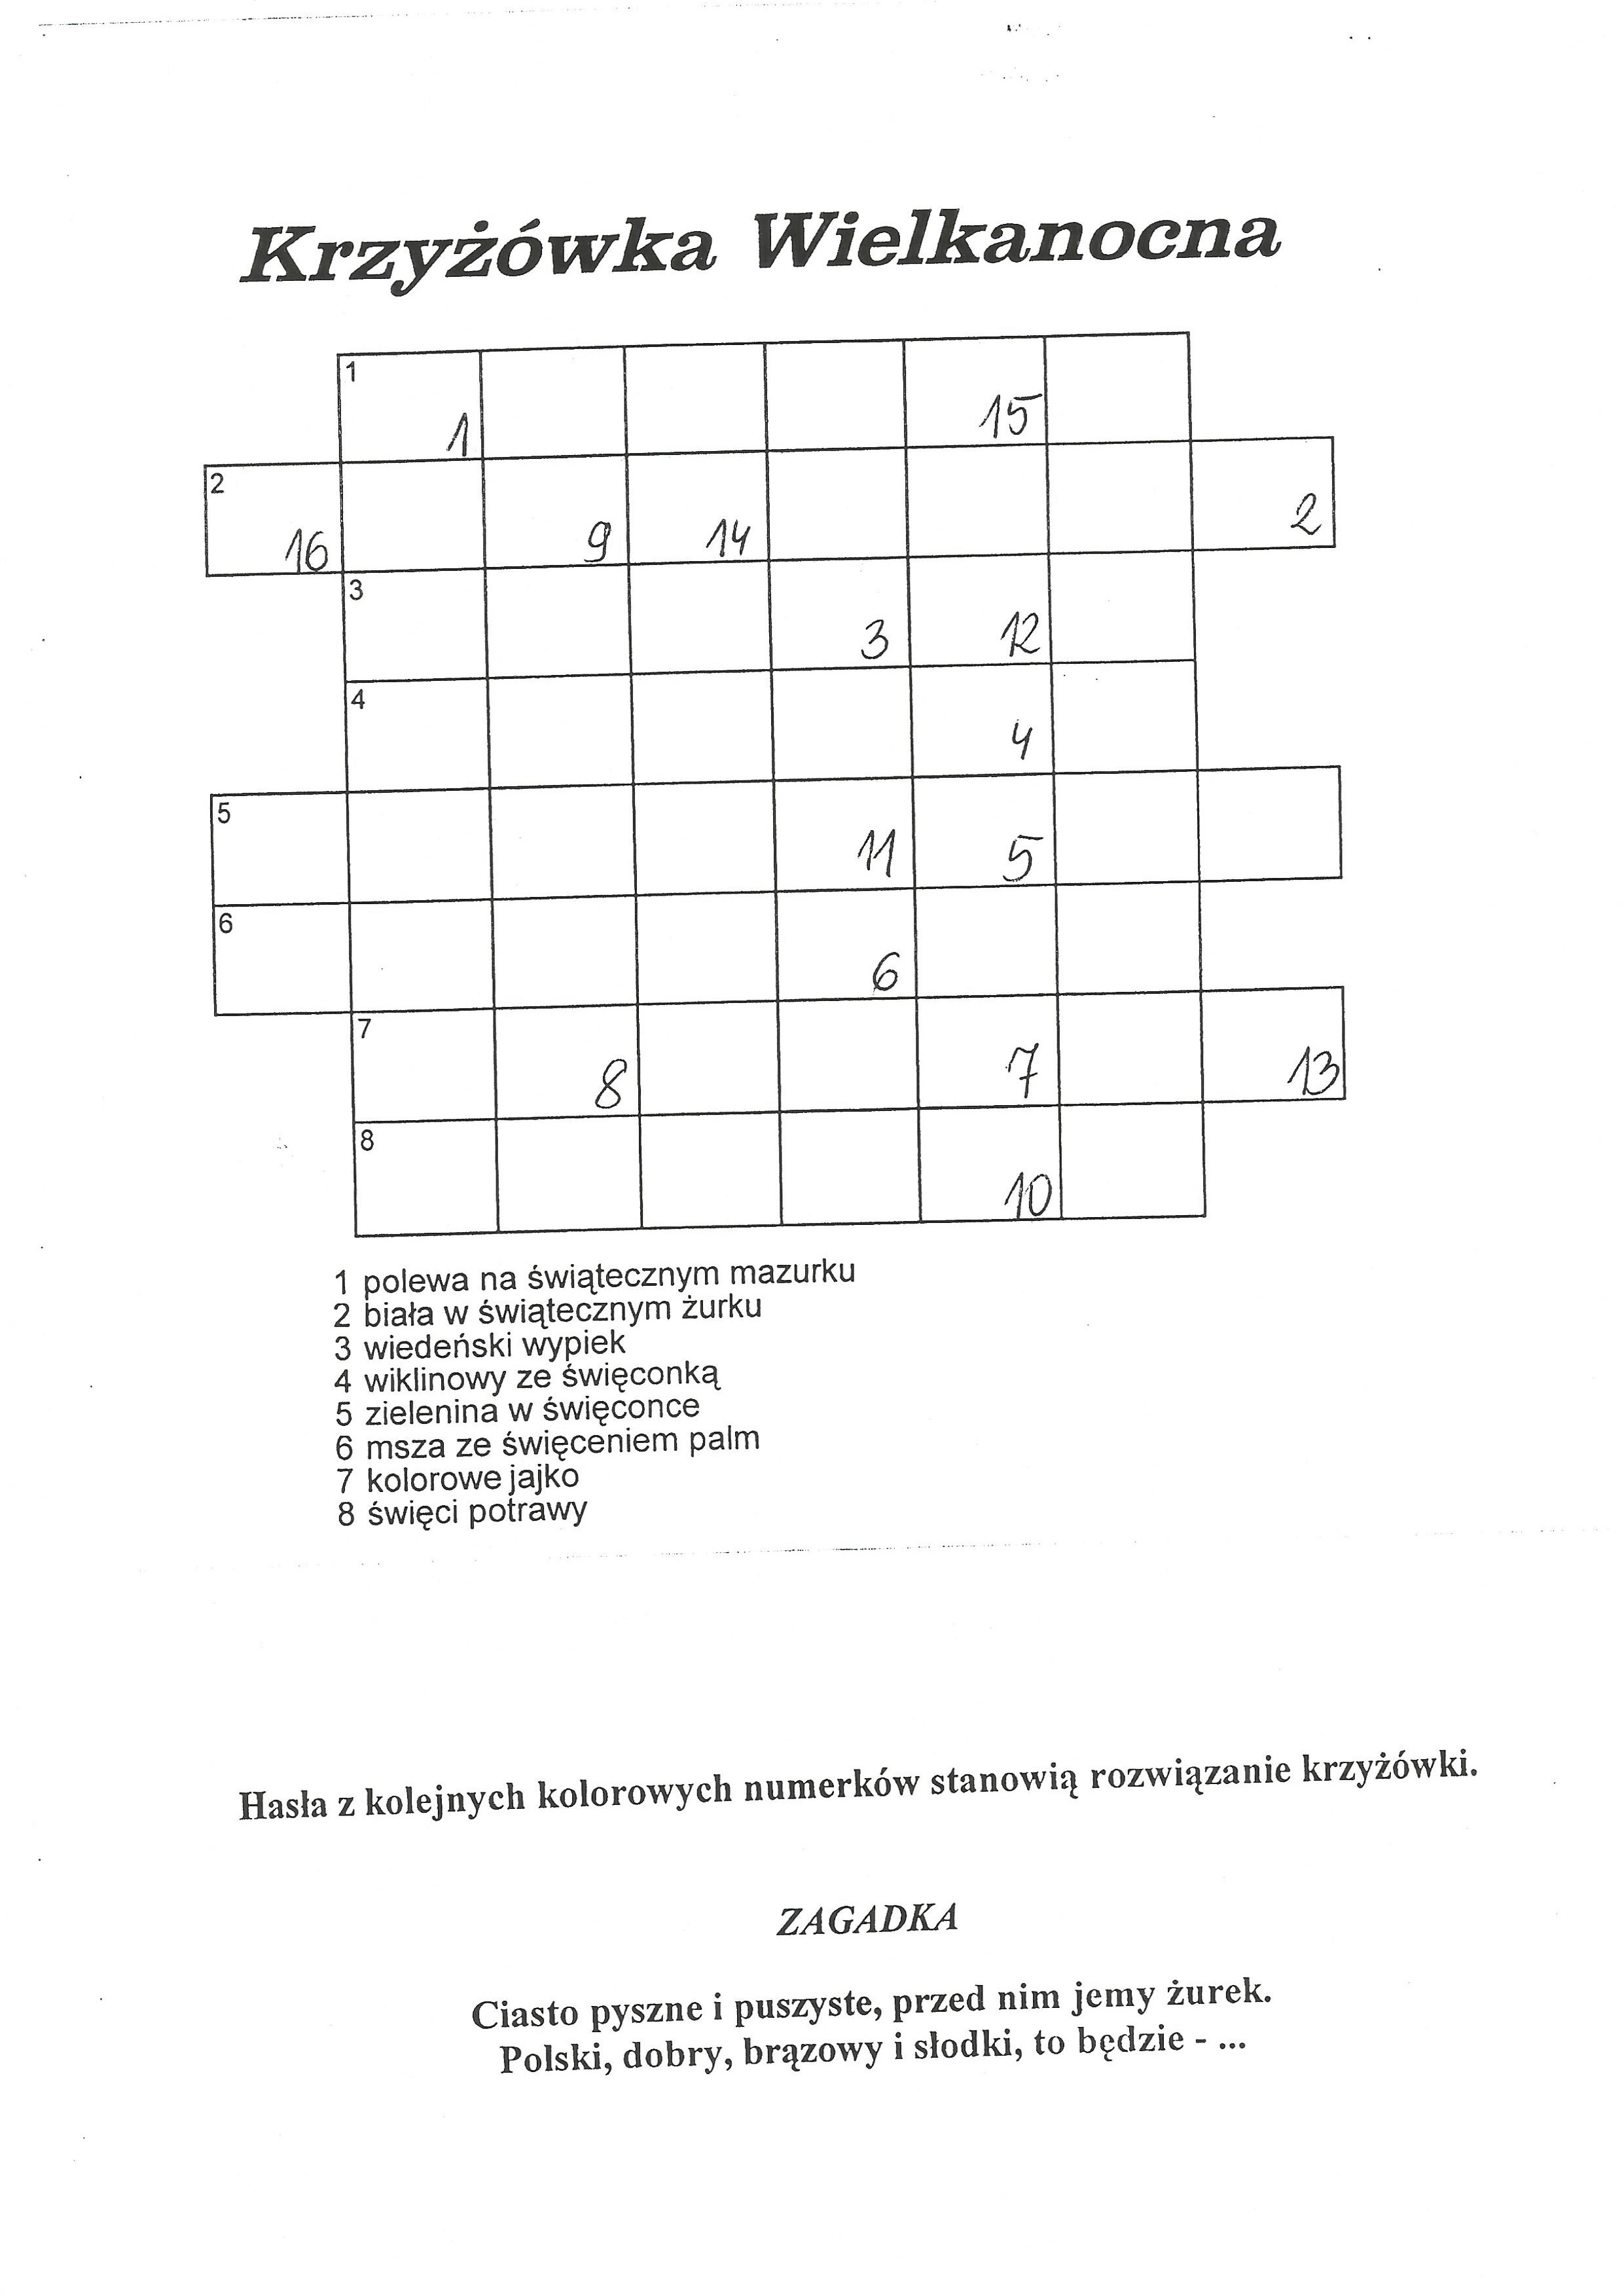 Krzyżówka Wielkanocna
1
1 15
2
16 9 14 2
3
3 12
4
4
5
11 5
6
6
7
8 7 13
8
10
1 polewa na świątecznym mazurku
2 biała w świątecznym żurku
3 wiedeński wypiek
4 wiklinowy ze święconką
5 zielenina w święconce
6 msza ze święceniem palm
7 kolorowe jajko
8 święci potrawy
Hasła z kolejnych kolorowych numerków stanowią rozwiązanie krzyżówki.
ZAGADKA
Ciasto pyszne i puszyste, przed nim jemy żurek.
Polski, dobry, brązowy i słodki, to będzie - ...